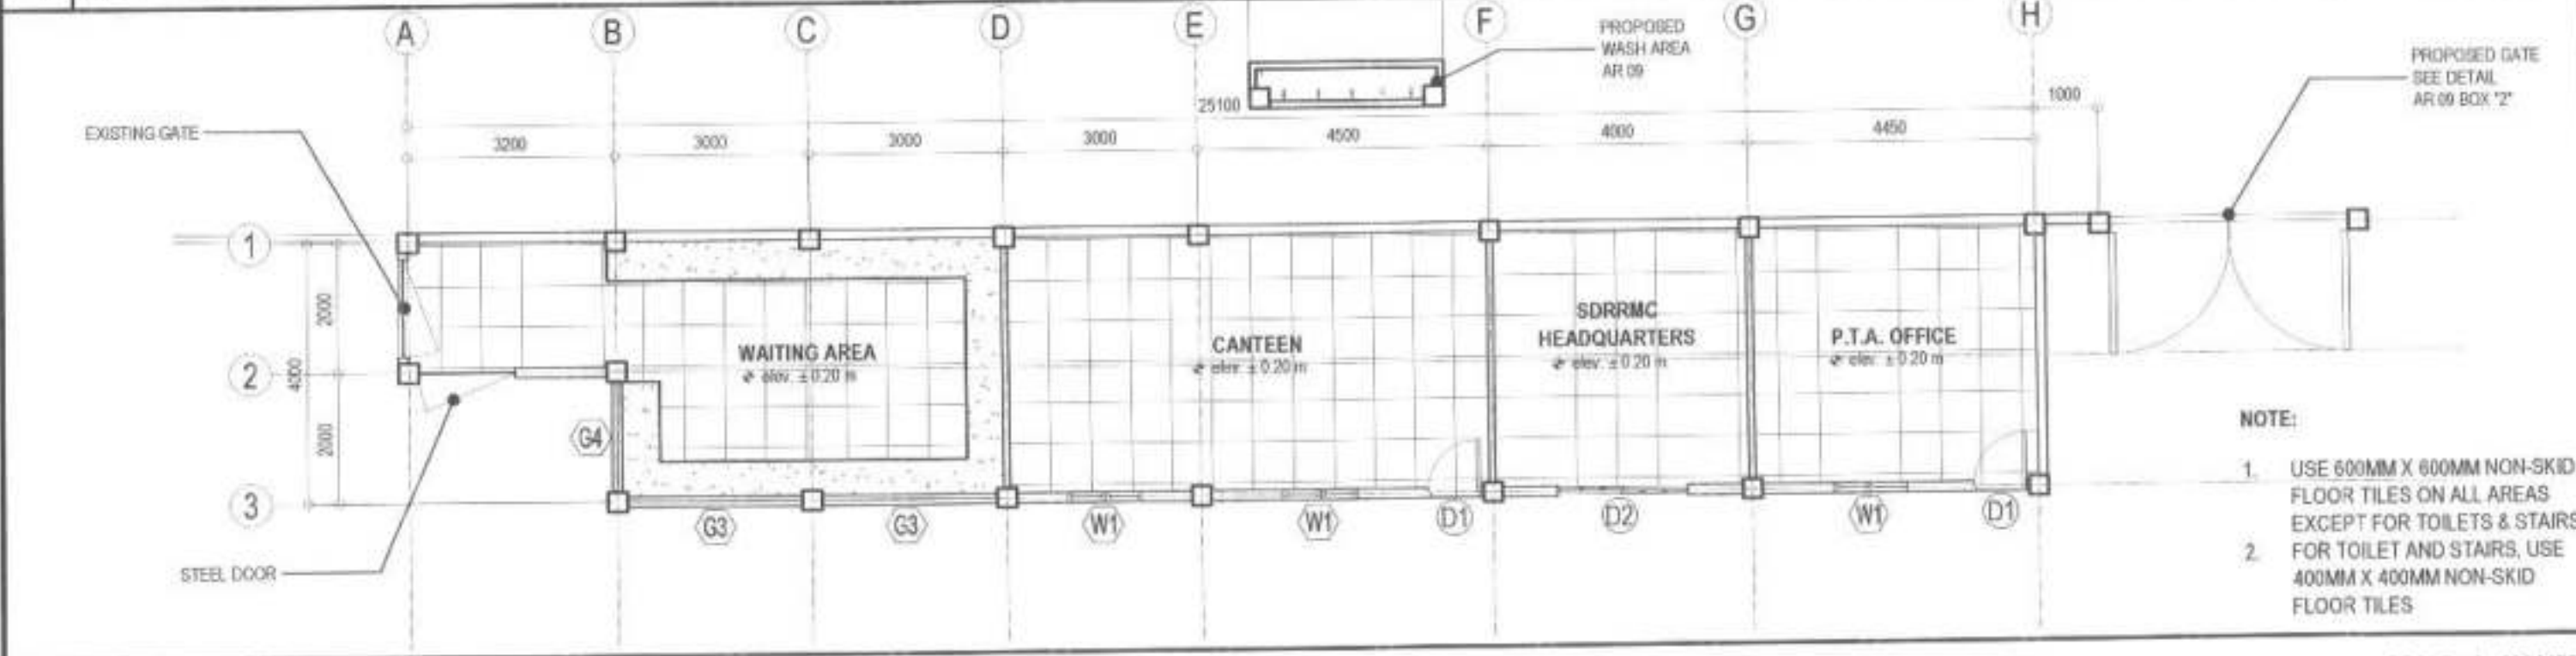 A
B
C
D
E
F
G
H
PROPOSED
WASH AREA
AR 09
PROPOSED GATE
SEE DETAIL
AR 09 BOX "2"
EXISTING GATE
25100
1000
3200
3000
3000
3000
4500
4000
4450
1
2
3
2000
4000
2000
WAITING AREA
elev. ± 0.20 m
CANTEEN
elev. ± 0.20 m
SDRRMC
HEADQUARTERS
elev. ± 0.20 m
P.T.A. OFFICE
elev. ± 0.20 m
G4
G3
G3
W1
W1
D1
D2
W1
D1
STEEL DOOR
NOTE:
1. USE 600MM X 600MM NON-SKID
FLOOR TILES ON ALL AREAS
EXCEPT FOR TOILETS & STAIRS
2. FOR TOILET AND STAIRS, USE
400MM X 400MM NON-SKID
FLOOR TILES